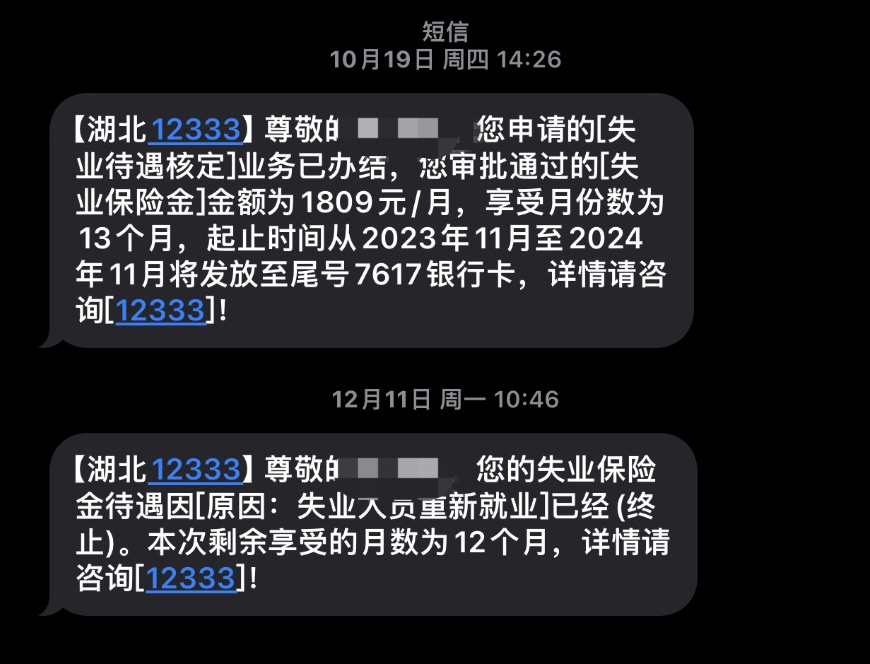 短信
10月19日 周四 14:26
【湖北12333】尊敬的 您申请的[失
业待遇核定]业务已办结，您审批通过的[失
业保险金]金额为1809元/月，享受月份数为
13个月，起止时间从2023年11月至2024
年11月将发放至尾号7617银行卡，详情请咨
询[12333]！
12月11日 周一 10:46
【湖北12333】尊敬的 您的失业保险
金待遇因[原因：失业人员重新就业]已经(终
止)。本次剩余享受的月数为12个月，详情请
咨询[12333]！